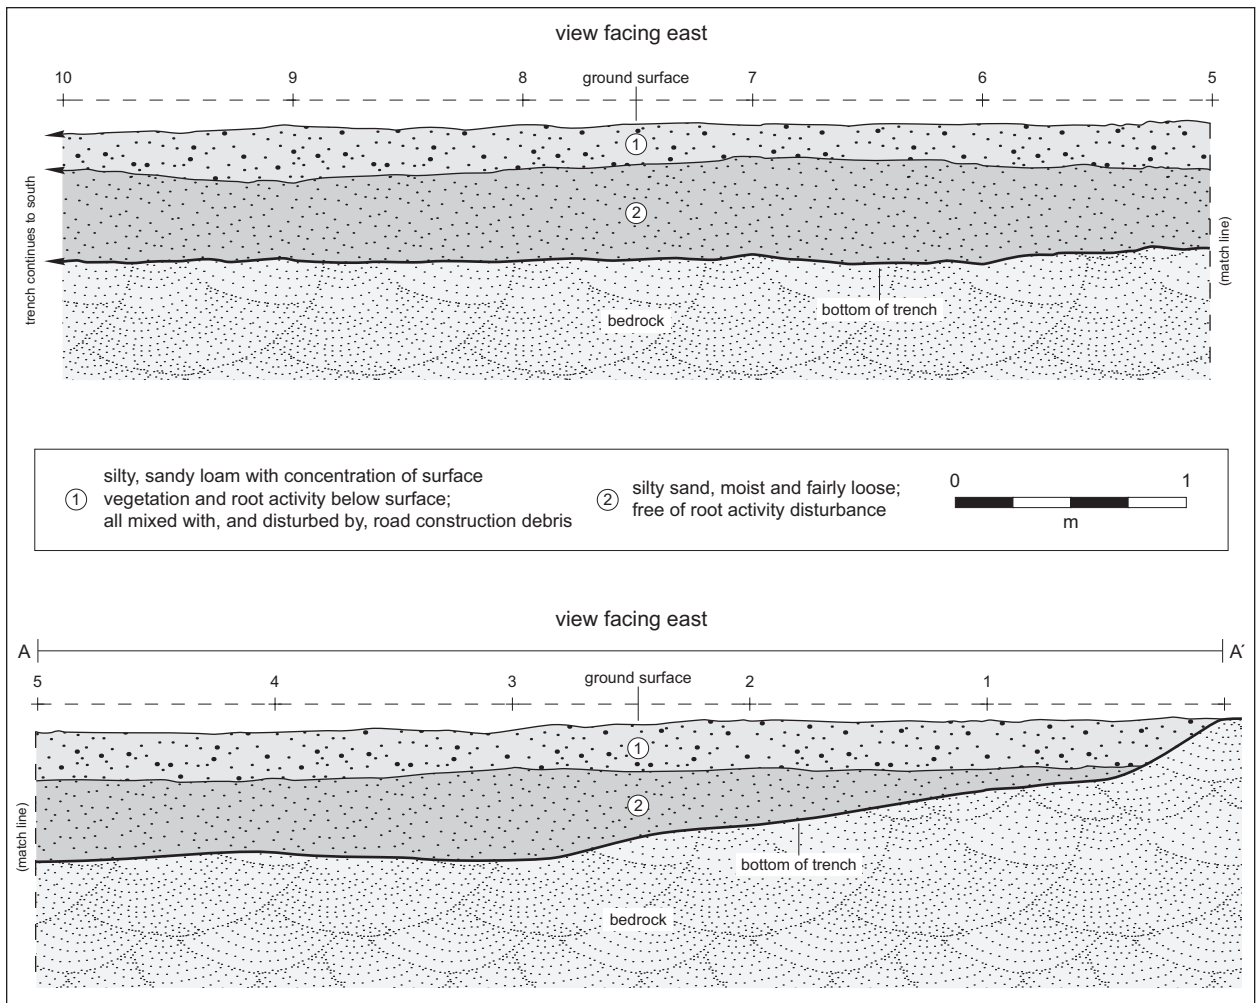 view facing east
10 9 8 ground surface 7 6 5
1
2
trench continues to south
(match line)
bottom of trench
bedrock
1 silty, sandy loam with concentration of surface
vegetation and root activity below surface;
all mixed with, and disturbed by, road construction debris
2 silty sand, moist and fairly loose;
free of root activity disturbance
0 1
m
view facing east
A A′
5 4 3 ground surface 2 1
1
2
(match line)
bottom of trench
bedrock